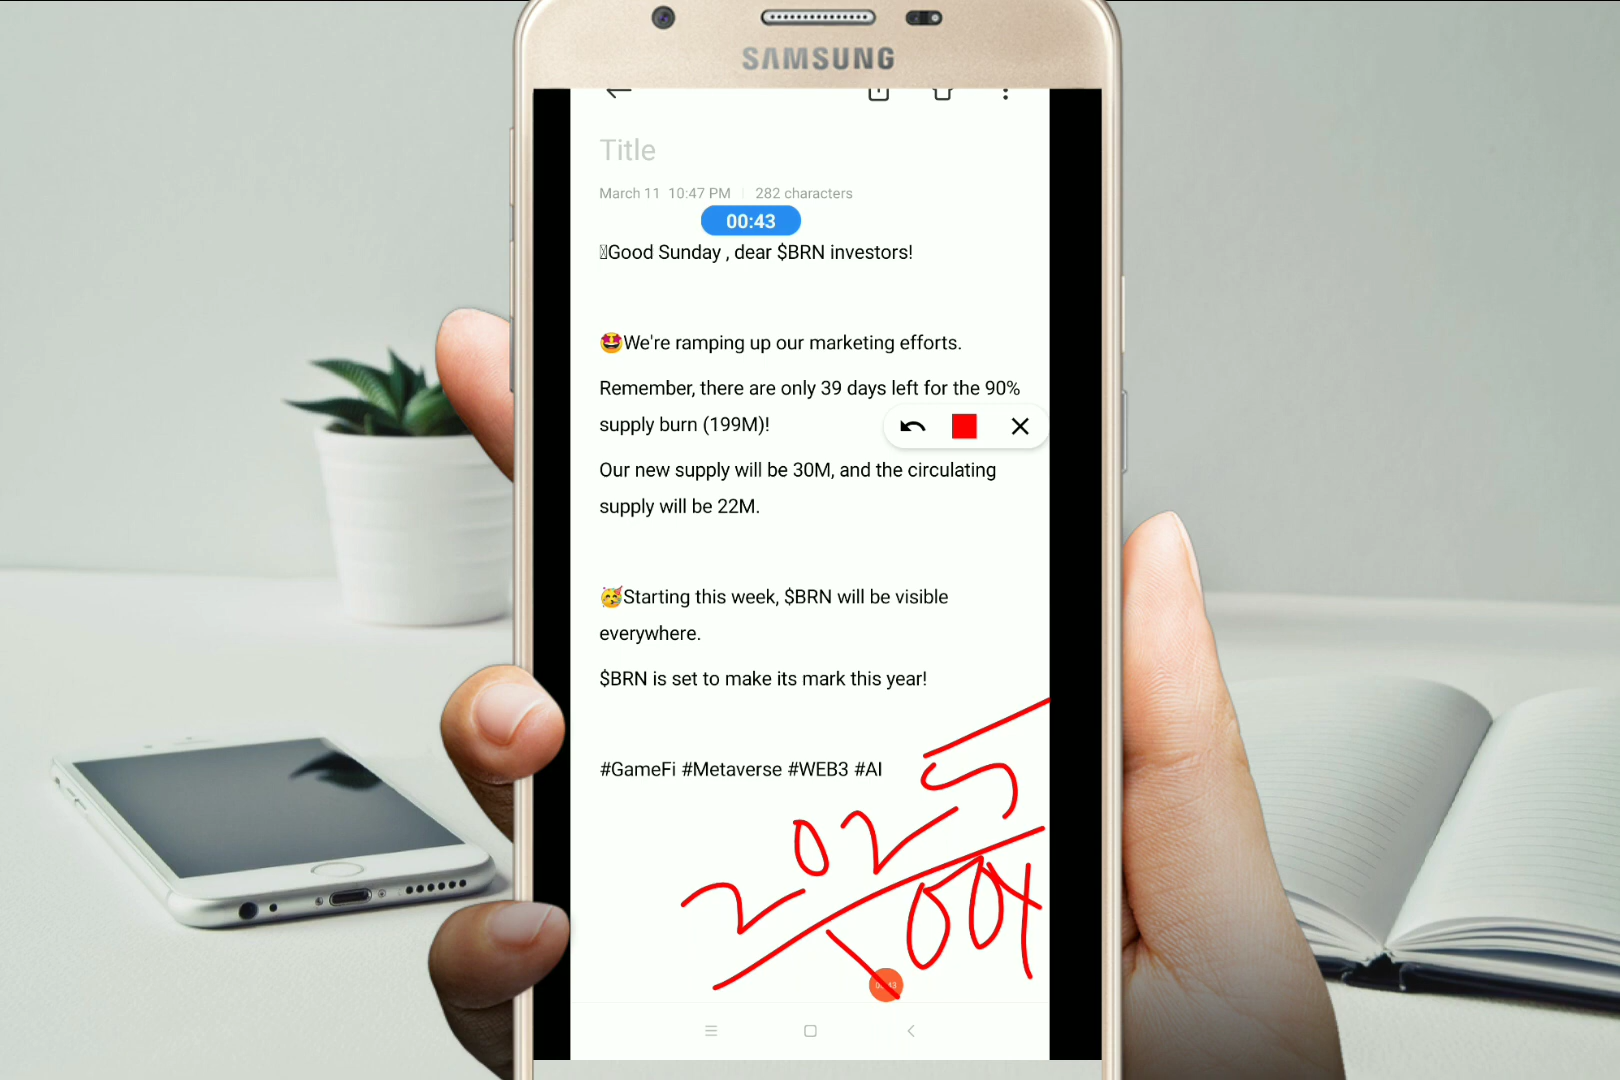 SAMSUNG
Title
March 11 10:47 PM | 282 characters
00:43
Good Sunday , dear $BRN investors!
🤩We're ramping up our marketing efforts.
Remember, there are only 39 days left for the 90%
supply burn (199M)!
Our new supply will be 30M, and the circulating
supply will be 22M.
🥳Starting this week, $BRN will be visible
everywhere.
$BRN is set to make its mark this year!
#GameFi #Metaverse #WEB3 #AI
2025
100X